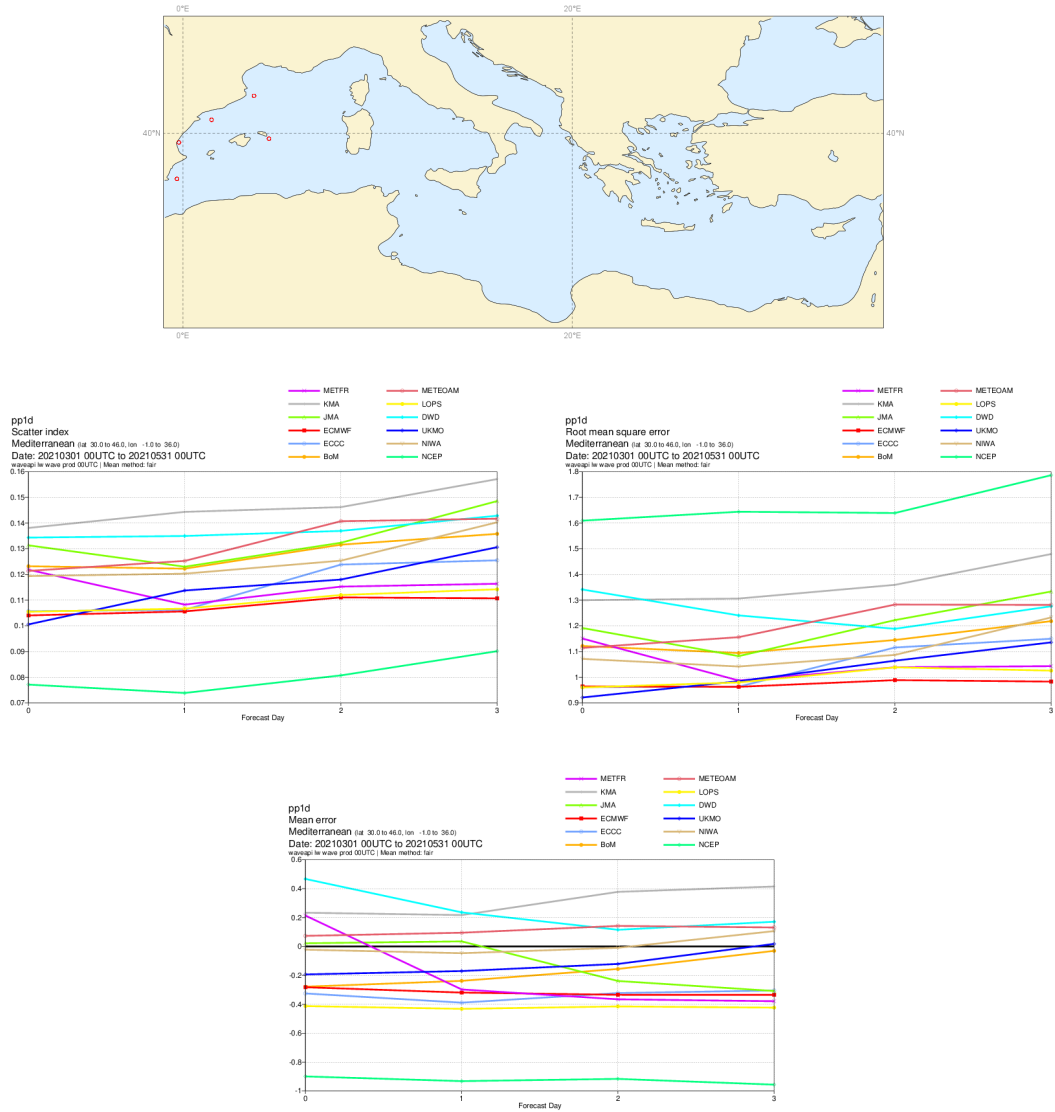 0°E 20°E
40°N 40°N
0°E 20°E
METFR METEOAM
KMA LOPS
JMA DWD
ECMWF UKMO
ECCC NIWA
BoM NCEP
pp1d
Scatter index
Mediterranean (lat 30.0 to 46.0, lon -1.0 to 36.0)
Date: 20210301 00UTC to 20210531 00UTC
waveapi lw wave prod 00UTC | Mean method: fair
0.16
0.15
0.14
0.13
0.12
0.11
0.1
0.09
0.08
0.07
0 1 2 3
Forecast Day
METFR METEOAM
KMA LOPS
JMA DWD
ECMWF UKMO
ECCC NIWA
BoM NCEP
pp1d
Root mean square error
Mediterranean (lat 30.0 to 46.0, lon -1.0 to 36.0)
Date: 20210301 00UTC to 20210531 00UTC
waveapi lw wave prod 00UTC | Mean method: fair
1.8
1.7
1.6
1.5
1.4
1.3
1.2
1.1
1
0.9
0 1 2 3
Forecast Day
METFR METEOAM
KMA LOPS
JMA DWD
ECMWF UKMO
ECCC NIWA
BoM NCEP
pp1d
Mean error
Mediterranean (lat 30.0 to 46.0, lon -1.0 to 36.0)
Date: 20210301 00UTC to 20210531 00UTC
waveapi lw wave prod 00UTC | Mean method: fair
0.6
0.4
0.2
0
-0.2
-0.4
-0.6
-0.8
-1
0 1 2 3
Forecast Day